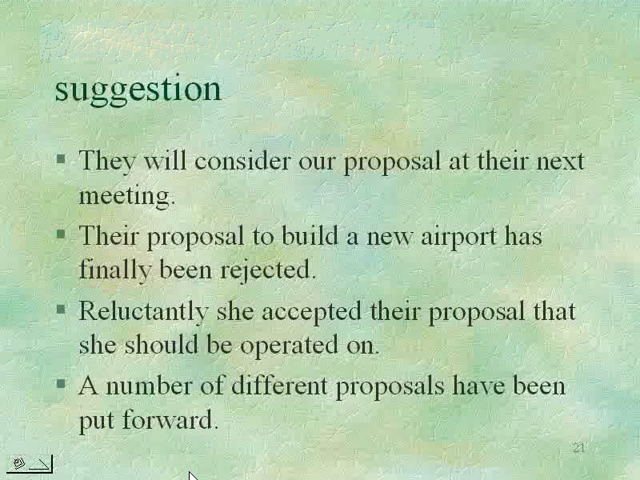 suggestion
They will consider our proposal at their next
meeting.
Their proposal to build a new airport has
finally been rejected.
Reluctantly she accepted their proposal that
she should be operated on.
A number of different proposals have been
put forward.
21